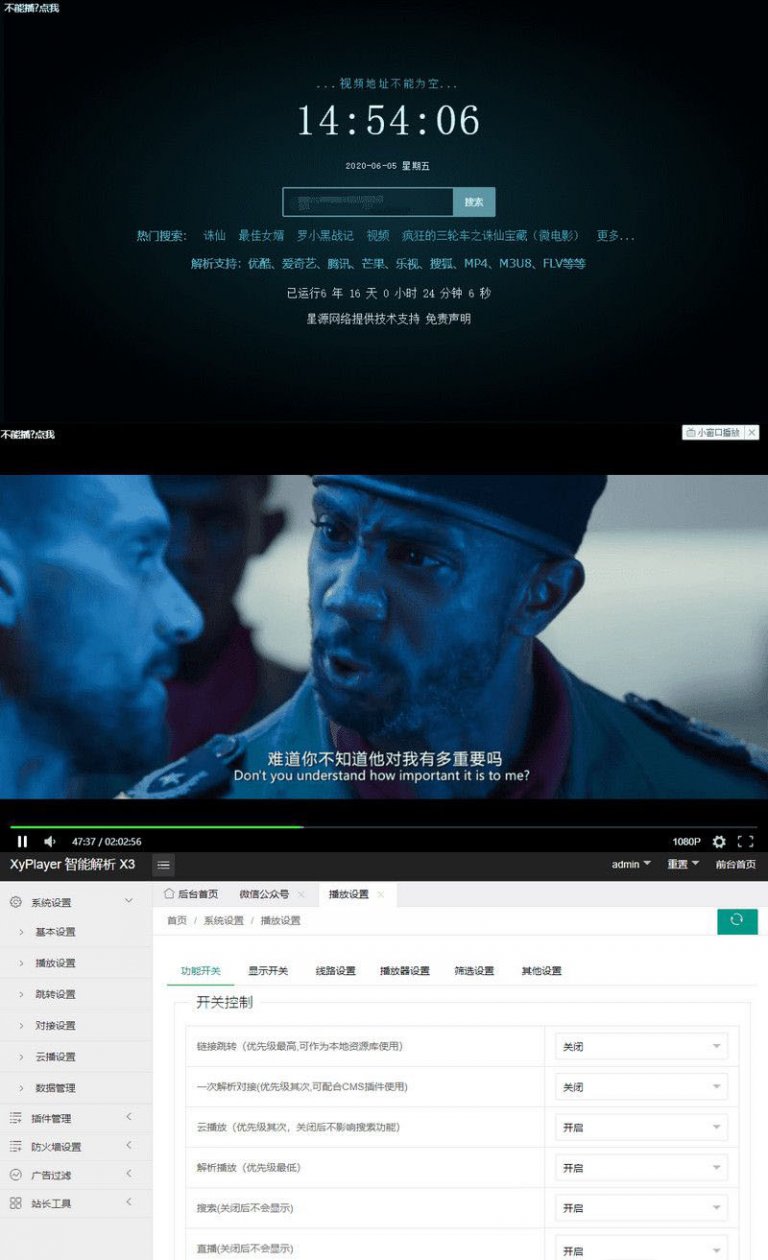 不能播?点我
...视频地址不能为空...
14:54:06
2020-06-05 星期五
搜索
热门搜索: 诛仙 最佳女婿 罗小黑战记 视频 疯狂的三轮车之诛仙宝藏（微电影） 更多...
解析支持：优酷、爱奇艺、腾讯、芒果、乐视、搜狐、MP4、M3U8、FLV等等
已运行6 年 16 天 0 小时 24 分钟 6 秒
星源网络提供技术支持 免责声明
不能播?点我
小窗口播放
难道你不知道他对我有多重要吗
Don't you understand how important it is to me?
47:37 / 02:02:56
1080P
XyPlayer 智能解析 X3
admin 重置 前台首页
系统设置
基本设置
播放设置
跳转设置
对接设置
云播设置
数据管理
插件管理
防火墙设置
广告过滤
站长工具
后台首页 微信公众号 播放设置
首页 / 系统设置 / 播放设置
功能开关 显示开关 线路设置 播放器设置 筛选设置 其他设置
开关控制
链接跳转（优先级最高,可作为本地资源库使用） 关闭
一次解析对接(优先级其次,可配合CMS插件使用) 关闭
云播放（优先级其次，关闭后不影响搜索功能） 开启
解析播放（优先级最低） 开启
搜索(关闭后不会显示) 开启
直播(关闭后不会显示) 开启